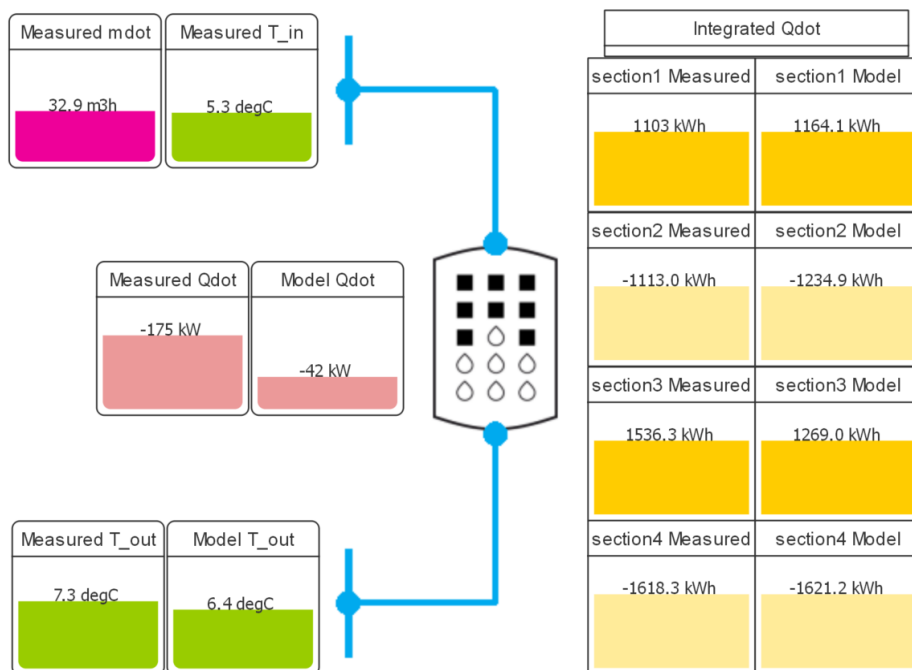 Measured mdot
Measured T_in
32.9 m3h
5.3 degC
Measured Qdot
Model Qdot
-175 kW
-42 kW
Measured T_out
Model T_out
7.3 degC
6.4 degC
Integrated Qdot
section1 Measured
section1 Model
1103 kWh
1164.1 kWh
section2 Measured
section2 Model
-1113.0 kWh
-1234.9 kWh
section3 Measured
section3 Model
1536.3 kWh
1269.0 kWh
section4 Measured
section4 Model
-1618.3 kWh
-1621.2 kWh